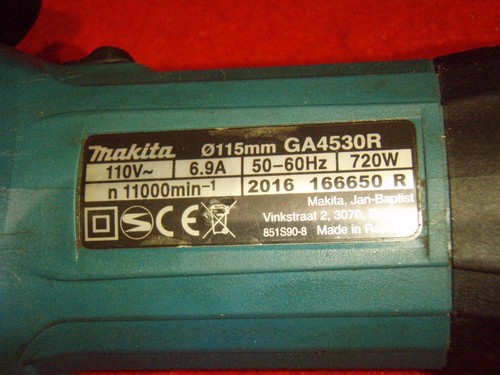 makita Ø115mm GA4530R
110V~ 6.9A 50-60Hz 720W
n 11000min-1 2016 166650 R
S CE
Makita, Jan-Baptist
Vinkstraat 2, 3070,
851S90-8 Made in